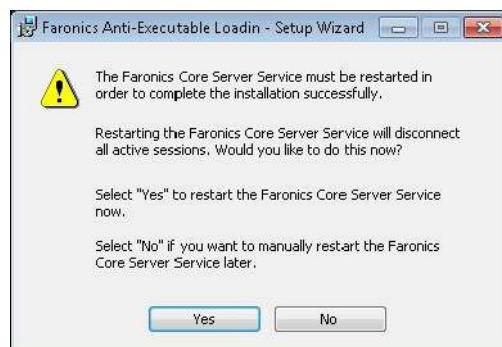 Faronics Anti-Executable Loadin - Setup Wizard
The Faronics Core Server Service must be restarted in
order to complete the installation successfully.
Restarting the Faronics Core Server Service will disconnect
all active sessions. Would you like to do this now?
Select "Yes" to restart the Faronics Core Server Service
now.
Select "No" if you want to manually restart the Faronics
Core Server Service later.
Yes
No